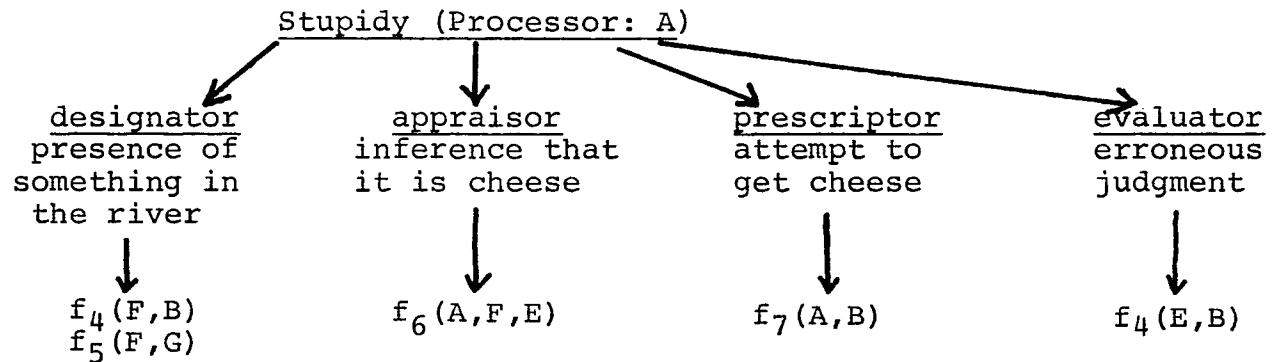 Stupidy (Processor: A)
designator
presence of
something in
the river
f4(F,B)
f5(F,G)
appraisor
inference that
it is cheese
f6(A,F,E)
prescriptor
attempt to
get cheese
f7(A,B)
evaluator
erroneous
judgment
f4(E,B)